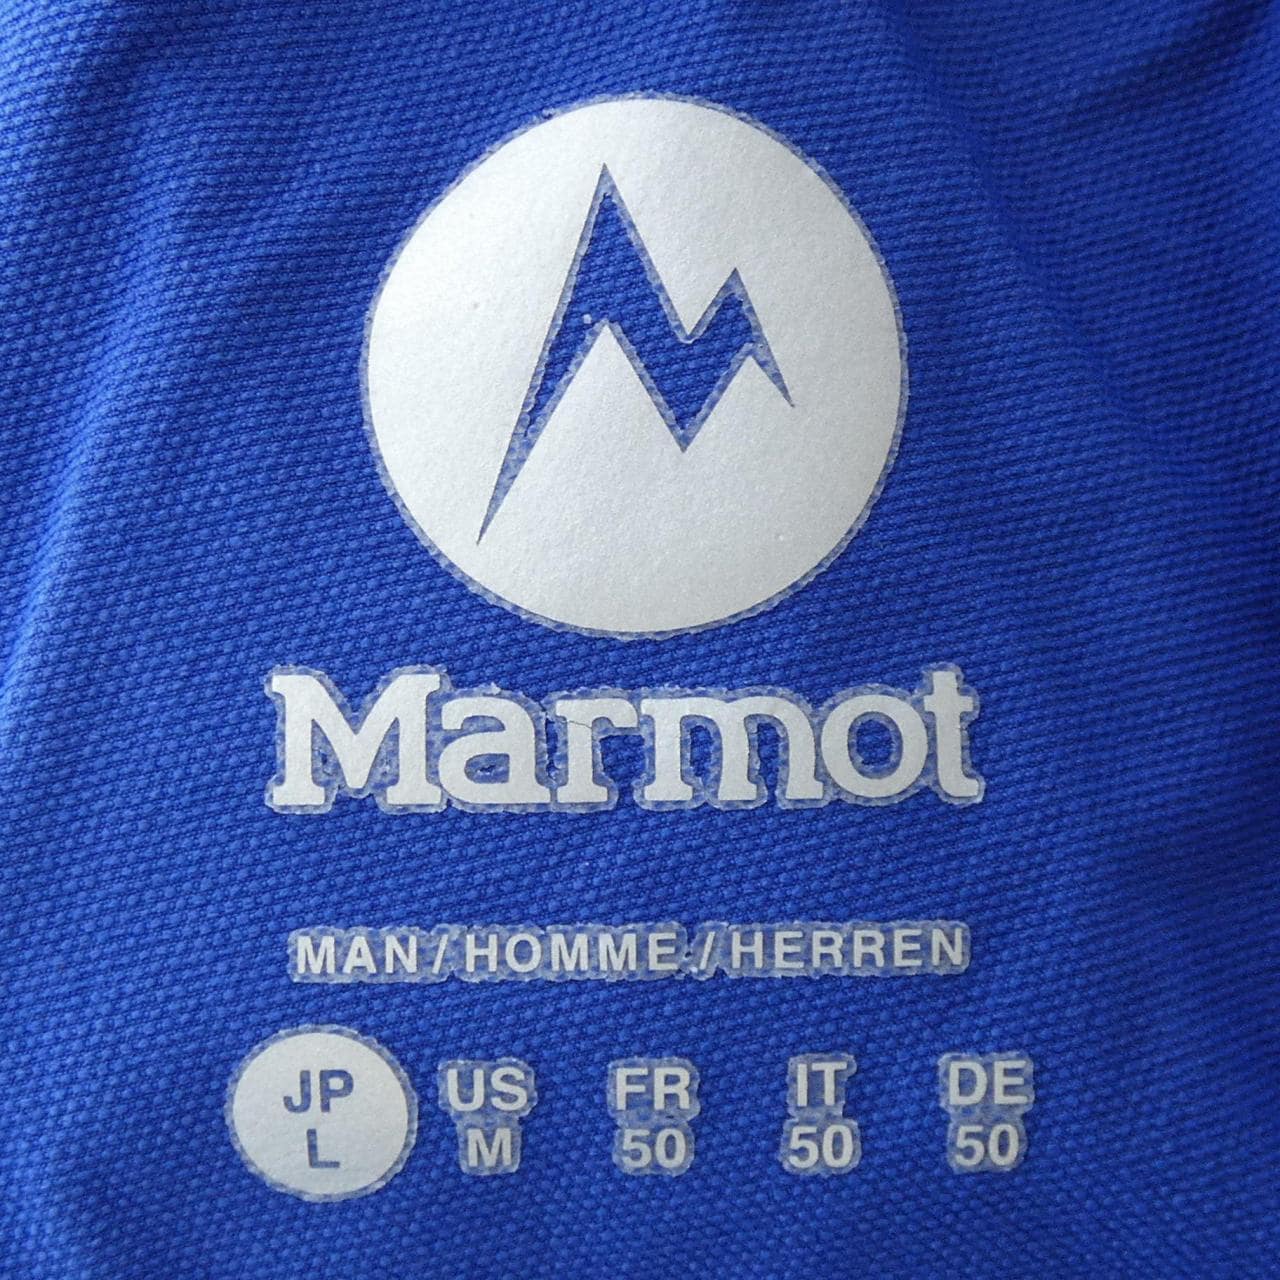 Marmot
MAN/HOMME/HERREN
JP US FR IT DE
L M 50 50 50